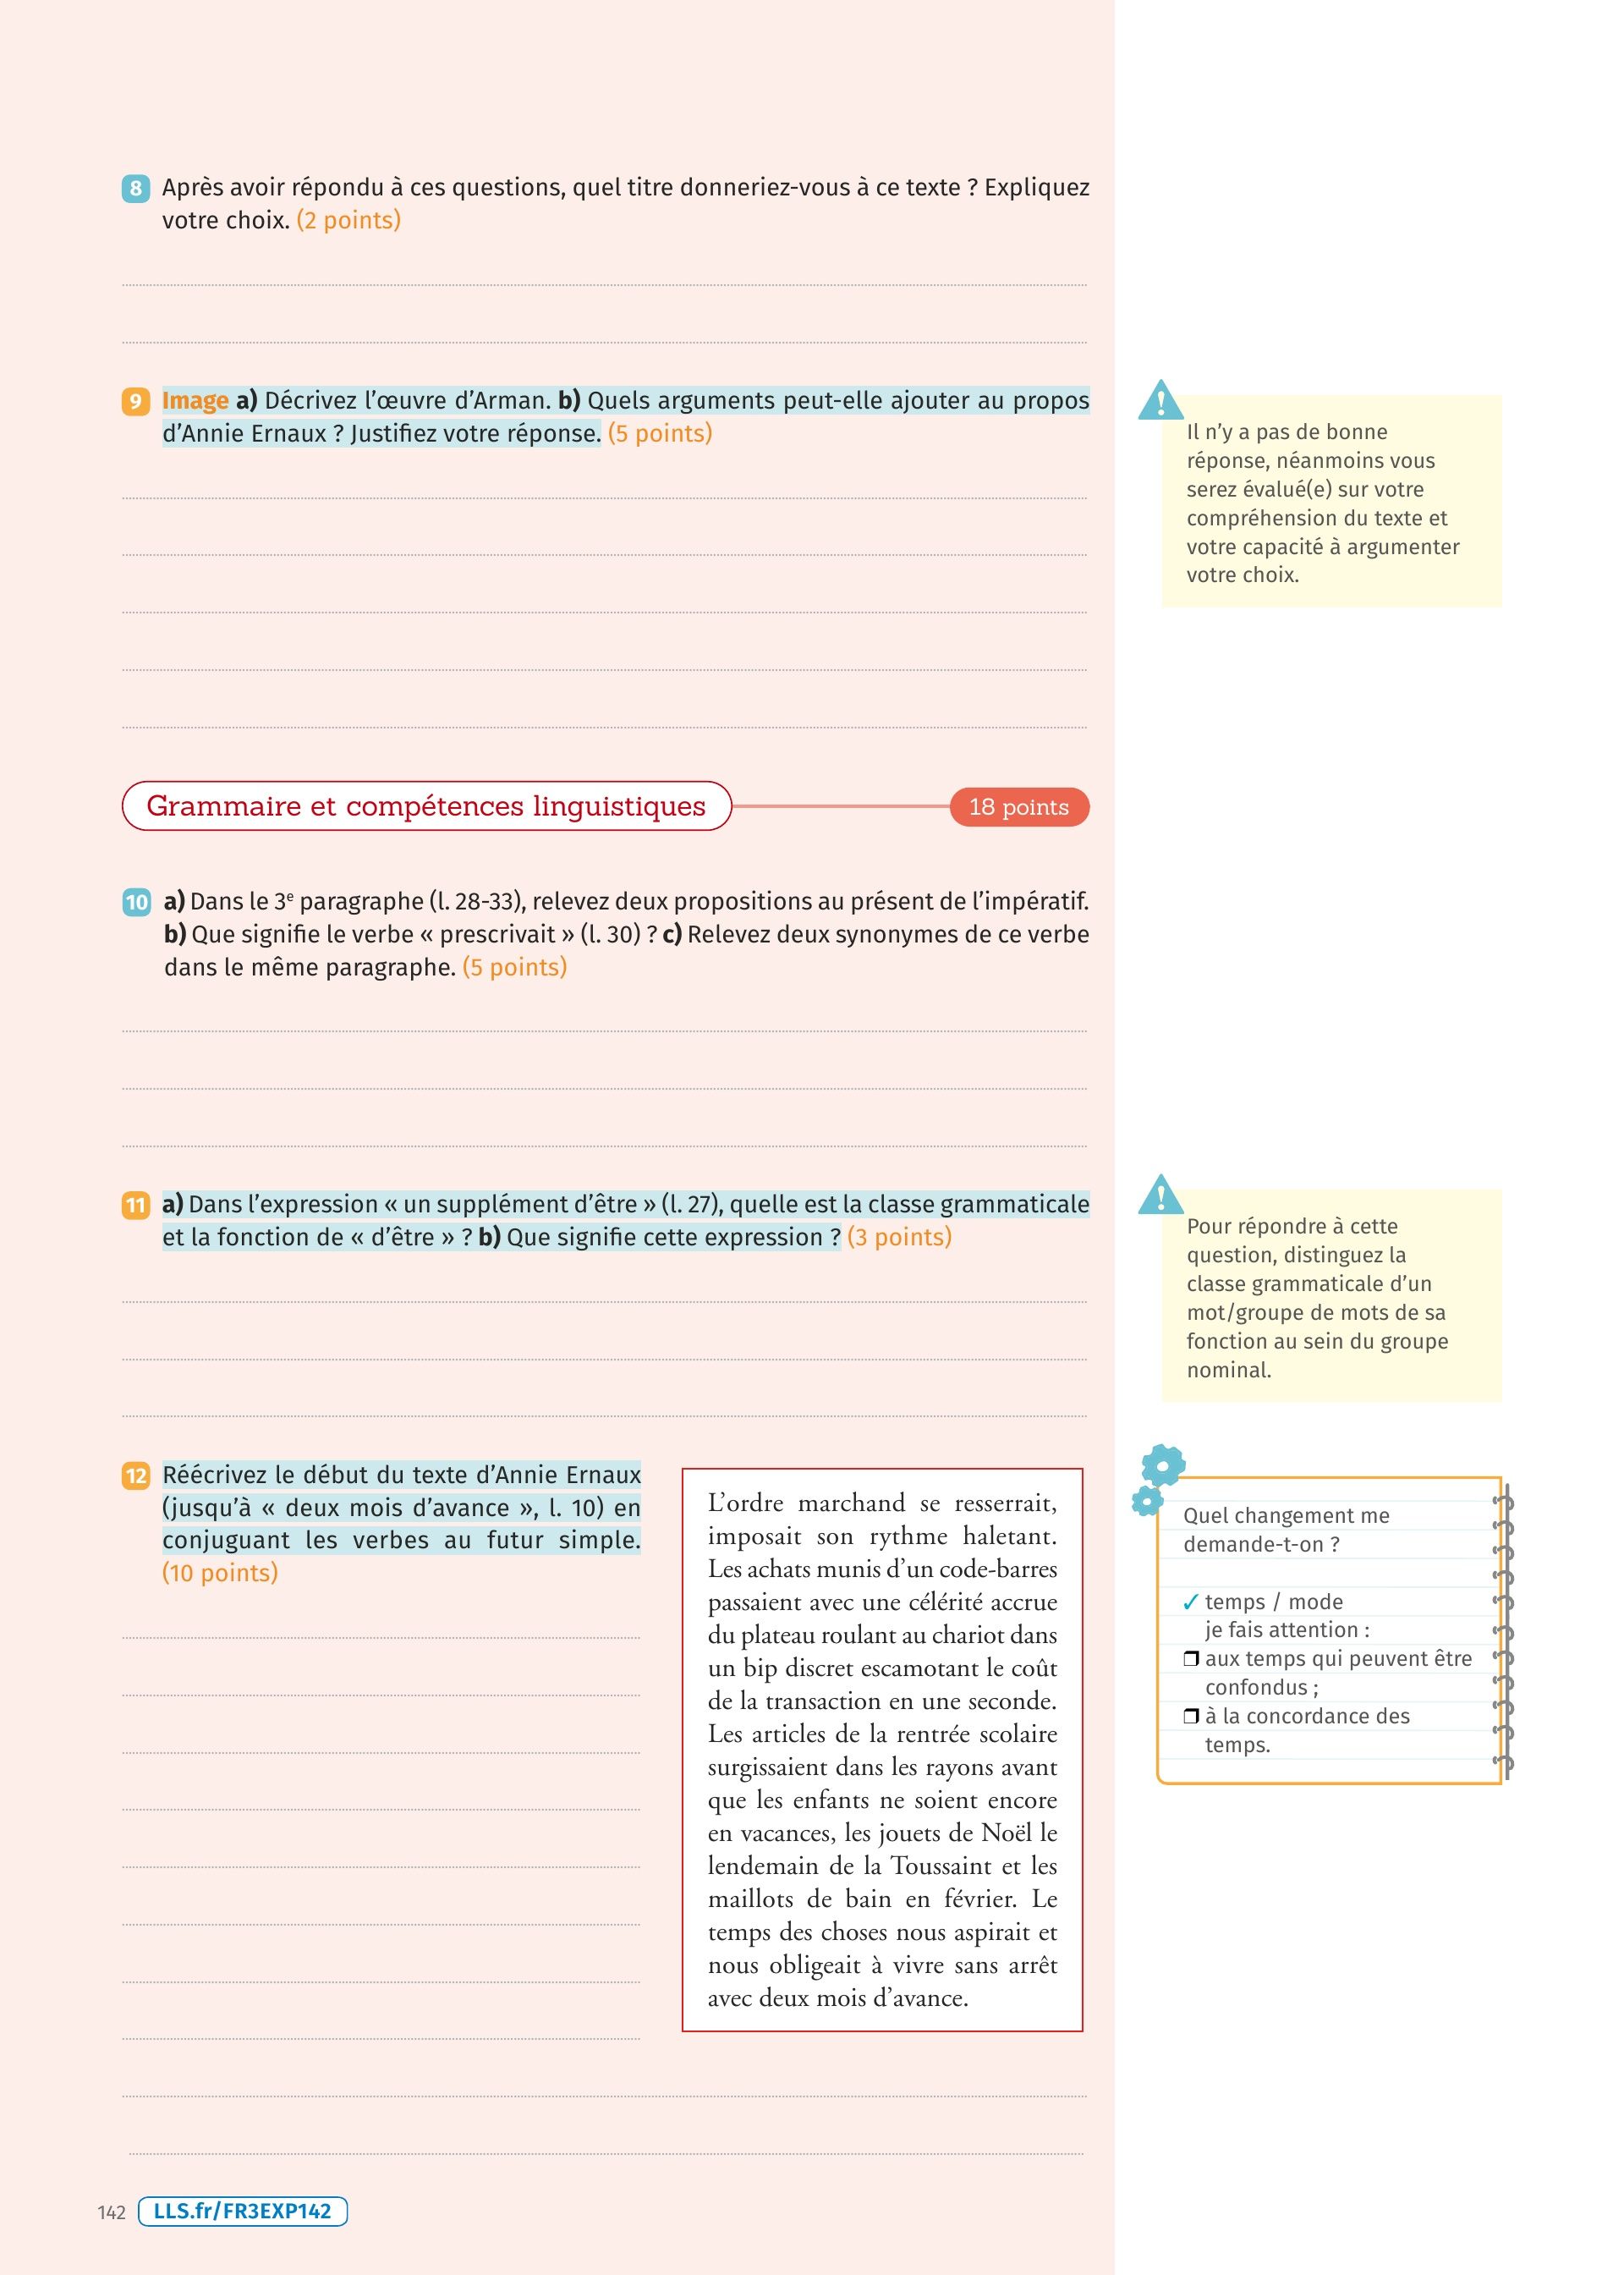 8 Après avoir répondu à ces questions, quel titre donneriez-vous à ce texte ? Expliquez
votre choix. (2 points)
9 Image a) Décrivez l’œuvre d’Arman. b) Quels arguments peut-elle ajouter au propos
d’Annie Ernaux ? Justifiez votre réponse. (5 points)
Il n’y a pas de bonne
réponse, néanmoins vous
serez évalué(e) sur votre
compréhension du texte et
votre capacité à argumenter
votre choix.
Grammaire et compétences linguistiques
18 points
10 a) Dans le 3e paragraphe (l. 28-33), relevez deux propositions au présent de l’impératif.
b) Que signifie le verbe « prescrivait » (l. 30) ? c) Relevez deux synonymes de ce verbe
dans le même paragraphe. (5 points)
11 a) Dans l’expression « un supplément d’être » (l. 27), quelle est la classe grammaticale
et la fonction de « d’être » ? b) Que signifie cette expression ? (3 points)
Pour répondre à cette
question, distinguez la
classe grammaticale d’un
mot/groupe de mots de sa
fonction au sein du groupe
nominal.
12 Réécrivez le début du texte d’Annie Ernaux
(jusqu’à « deux mois d’avance », l. 10) en
conjuguant les verbes au futur simple.
(10 points)
L’ordre marchand se resserrait,
imposait son rythme haletant.
Les achats munis d’un code-barres
passaient avec une célérité accrue
du plateau roulant au chariot dans
un bip discret escamotant le coût
de la transaction en une seconde.
Les articles de la rentrée scolaire
surgissaient dans les rayons avant
que les enfants ne soient encore
en vacances, les jouets de Noël le
lendemain de la Toussaint et les
maillots de bain en février. Le
temps des choses nous aspirait et
nous obligeait à vivre sans arrêt
avec deux mois d’avance.
Quel changement me
demande-t-on ?
✓ temps / mode
je fais attention :
❒ aux temps qui peuvent être
confondus ;
❒ à la concordance des
temps.
142 LLS.fr/FR3EXP142